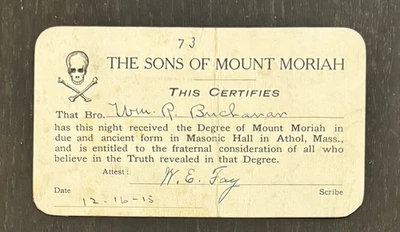 73
THE SONS OF MOUNT MORIAH
THIS CERTIFIES
That Bro. Wm. P. Buchanan
has this night received the Degree of Mount Moriah in
due and ancient form in Masonic Hall in Athol, Mass.,
and is entitled to the fraternal consideration of all who
believe in the Truth revealed in that Degree.
Attest: W. E. Fay
Date Scribe
12-16-15